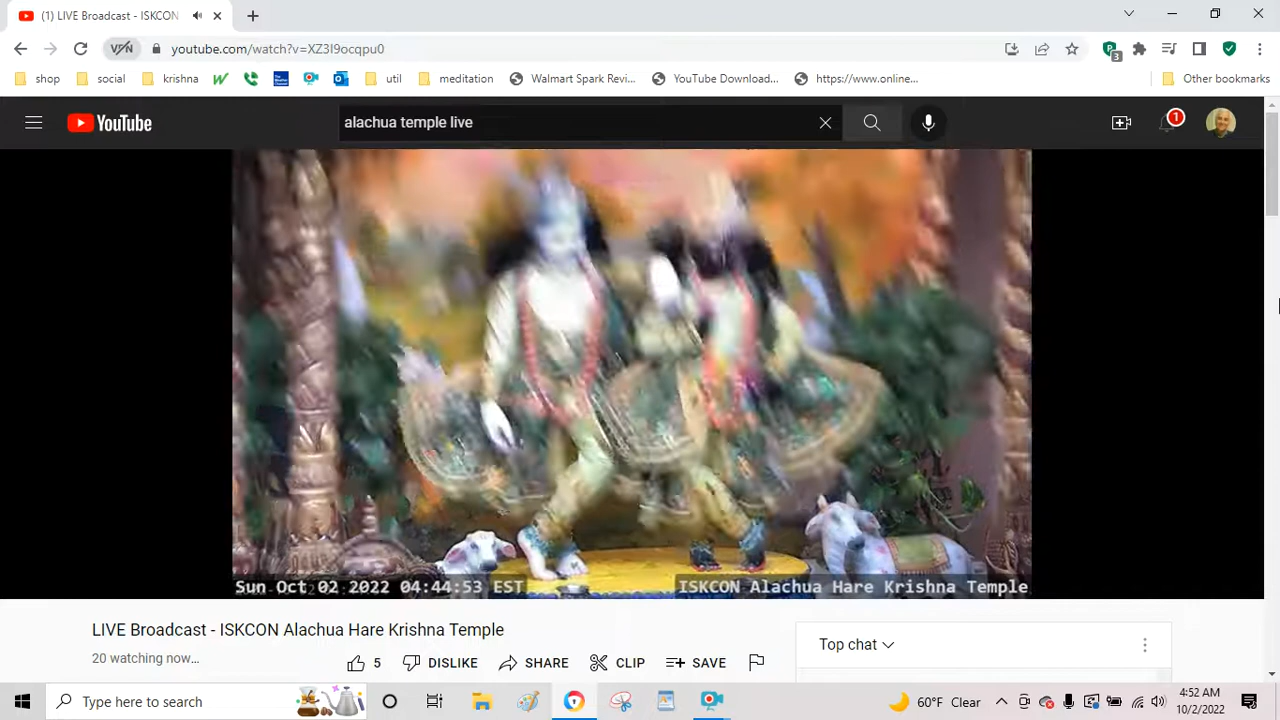 (1) LIVE Broadcast - ISKCON
youtube.com/watch?v=XZ3I9ocqpu0
VPN
3
shop
social
krishna
util
meditation
Walmart Spark Revi...
YouTube Download...
https://www.online...
Other bookmarks
YouTube
alachua temple live
1
Sun Oct 02 2022 04:44:53 EST
ISKCON Alachua Hare Krishna Temple
LIVE Broadcast - ISKCON Alachua Hare Krishna Temple
20 watching now...
5
DISLIKE
SHARE
CLIP
SAVE
Top chat
Type here to search
60°F Clear
4:52 AM
10/2/2022